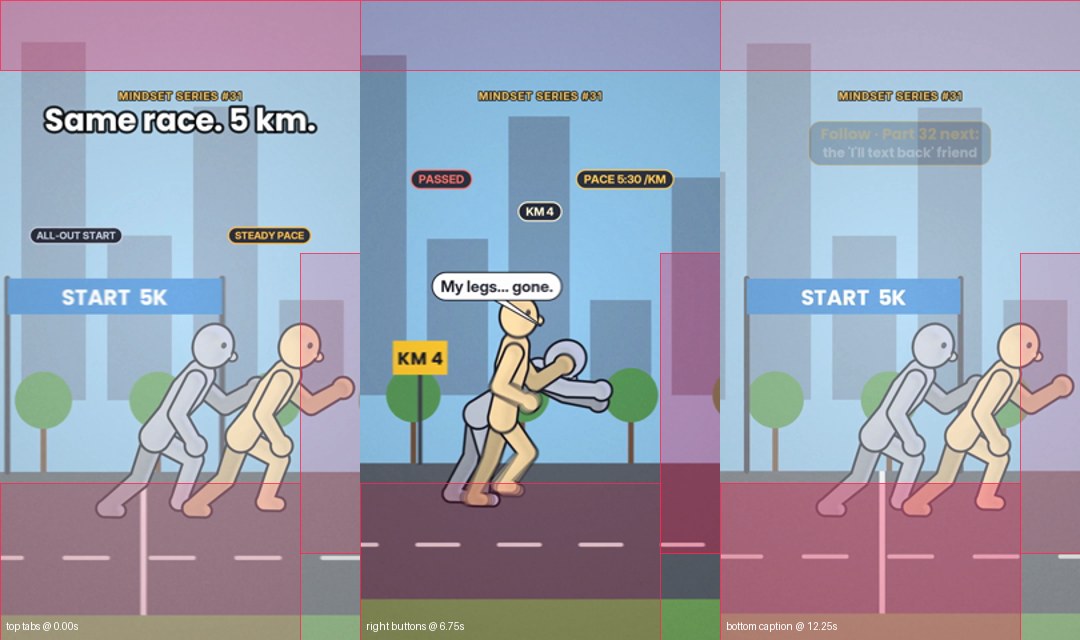 MINDSET SERIES #31
Same race. 5 km.
ALL-OUT START
STEADY PACE
START 5K
top tabs @ 0.00s
MINDSET SERIES #31
PASSED
PACE 5:30 /KM
KM 4
My legs... gone.
KM 4
right buttons @ 6.75s
MINDSET SERIES #31
Follow · Part 32 next:
the 'I'll text back' friend
START 5K
bottom caption @ 12.25s